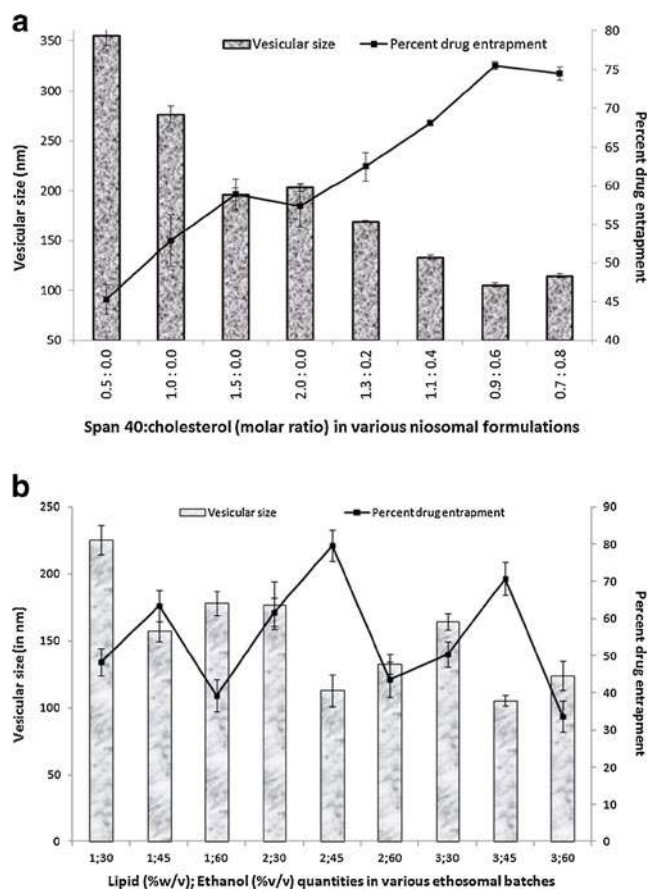 a
Vesicular size
Percent drug entrapment
350
300
250
200
150
100
50
80
75
70
65
60
55
50
45
40
Vesicular size (nm)
Percent drug entrapment
0.5 : 0.0
1.0 : 0.0
1.5 : 0.0
2.0 : 0.0
1.3 : 0.2
1.1 : 0.4
0.9 : 0.6
0.7 : 0.8
Span 40:cholesterol (molar ratio) in various niosomal formulations
b
Vesicular size
Percent drug entrapment
250
200
150
100
50
0
90
80
70
60
50
40
30
20
10
0
Vesicular size [in nm)
Percent drug entrapment
1;30 1;45 1;60 2;30 2;45 2;60 3;30 3;45 3;60
Lipid (%w/v); Ethanol (%v/v) quantities in various ethosomal batches